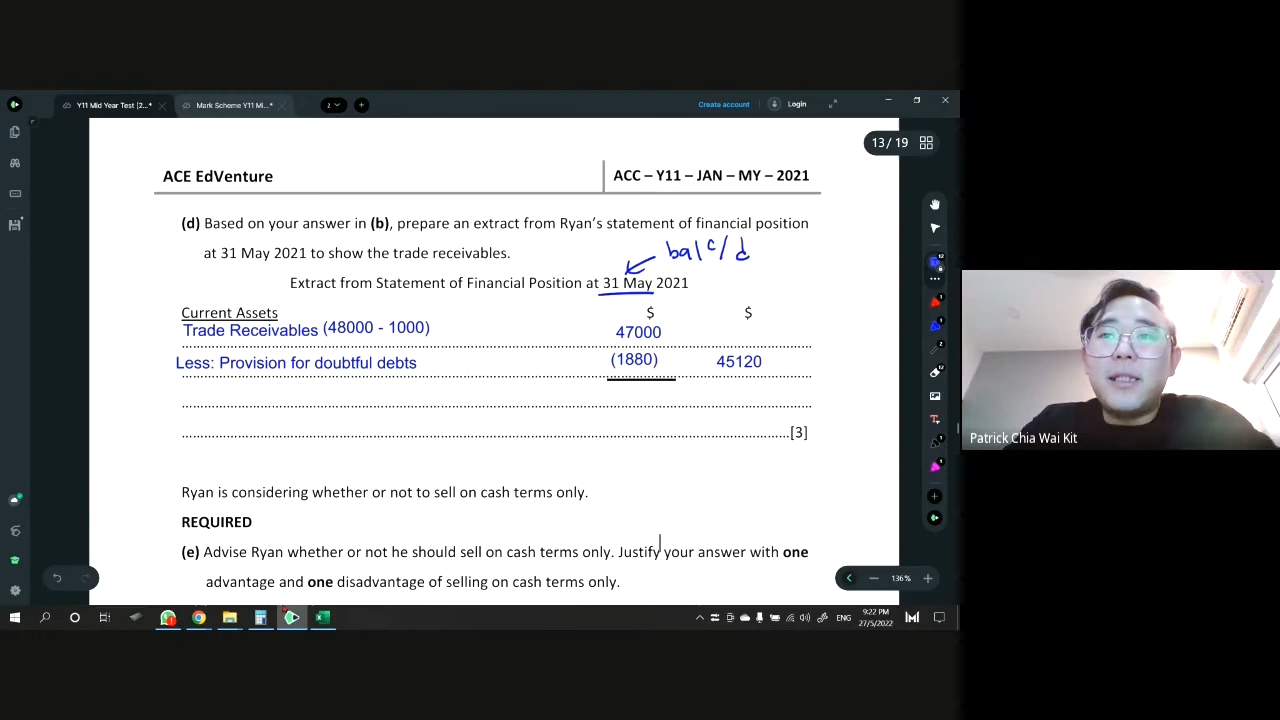 Y11 Mid Year Test (2...*
Mark Scheme Y11 Mi...*
2
Create account
Login
13 / 19
ACE EdVenture
ACC – Y11 – JAN – MY – 2021
(d) Based on your answer in (b), prepare an extract from Ryan's statement of financial position
at 31 May 2021 to show the trade receivables.
bal c/d
Extract from Statement of Financial Position at 31 May 2021
Current Assets $ $
Trade Receivables (48000 - 1000) 47000
Less: Provision for doubtful debts (1880) 45120
[3]
Ryan is considering whether or not to sell on cash terms only.
REQUIRED
(e) Advise Ryan whether or not he should sell on cash terms only. Justify your answer with one
advantage and one disadvantage of selling on cash terms only.
136%
ENG
9:22 PM
27/5/2022
Patrick Chia Wai Kit